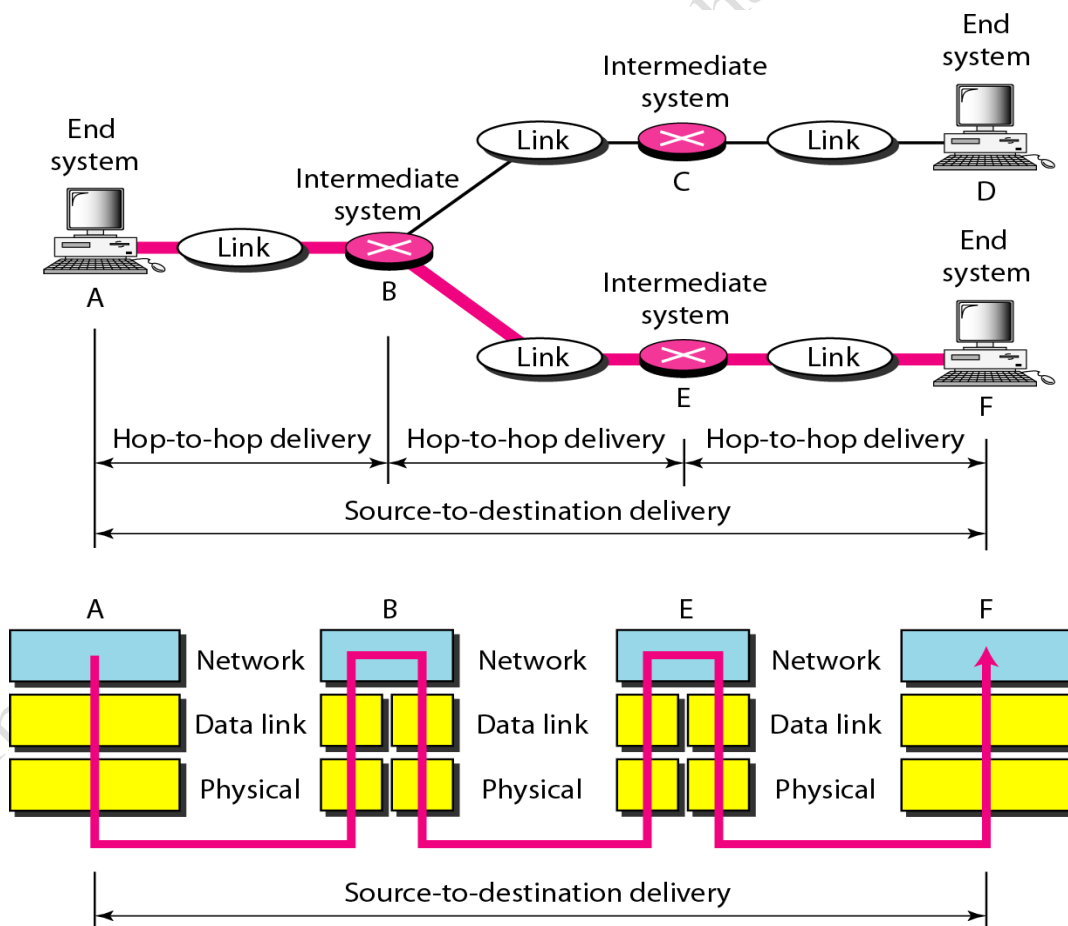 End
system
Intermediate
system
Link
C
Link
D
End
system
A
Link
Intermediate
system
B
End
system
Intermediate
system
Link
E
Link
F
Hop-to-hop delivery
Hop-to-hop delivery
Hop-to-hop delivery
Source-to-destination delivery
A
B
E
F
Network
Network
Network
Data link
Data link
Data link
Physical
Physical
Physical
Source-to-destination delivery